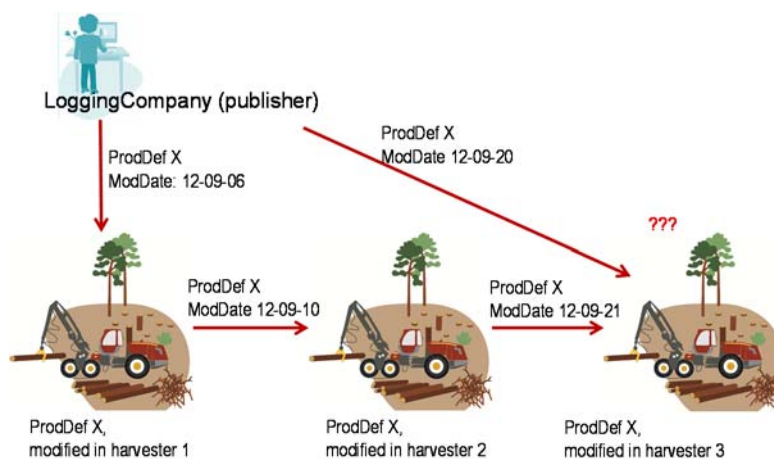 LoggingCompany (publisher)
ProdDef X
ModDate: 12-09-06
ProdDef X
ModDate 12-09-20
???
ProdDef X
ModDate 12-09-10
ProdDef X
ModDate 12-09-21
ProdDef X,
modified in harvester 1
ProdDef X,
modified in harvester 2
ProdDef X,
modified in harvester 3